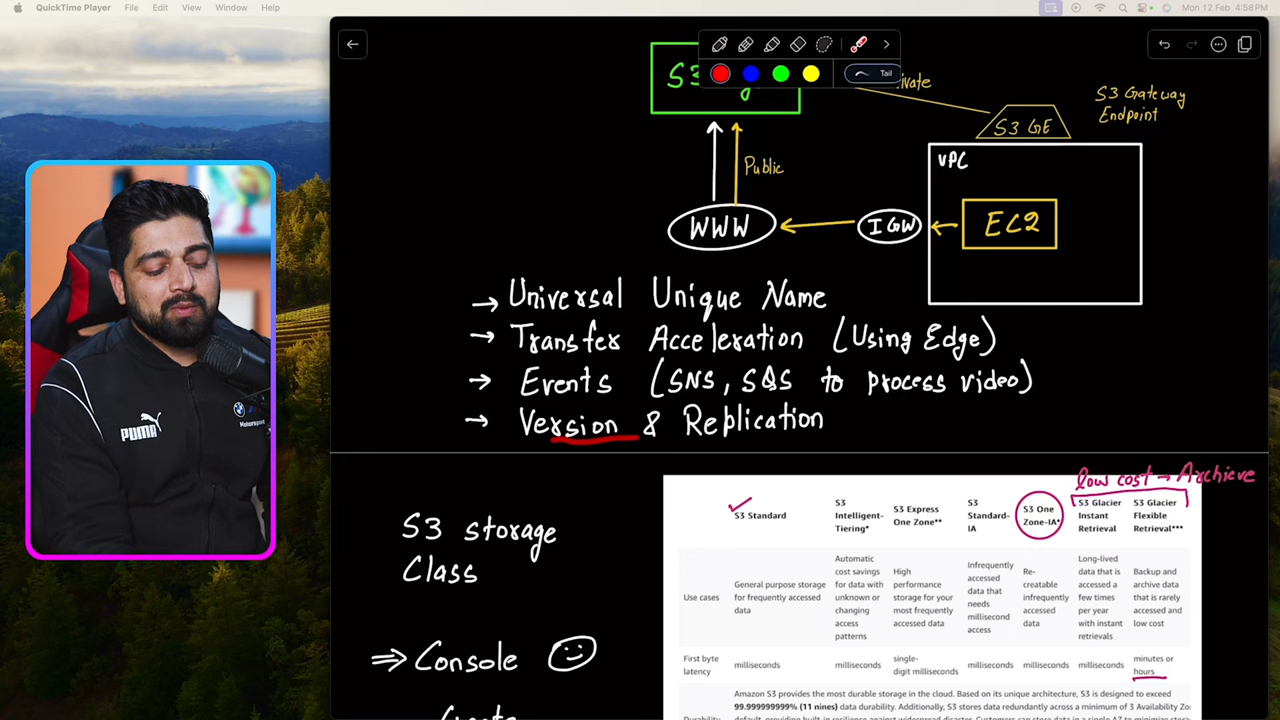 QuickTime Player File Edit View Window Help Mon 12 Feb 4:58 PM
Tail
S3
Private
S3 Gateway
Endpoint
S3 GE
VPC
Public
WWW
IGW
EC2
→ Universal Unique Name
→ Transfer Acceleration (Using Edge)
→ Events (SNS, SQS to process video)
→ Version & Replication
PUMA
Motorsport
low cost → Archieve
S3 storage
Class
⇒ Console
Create
S3 Standard
S3
Intelligent-
Tiering*
S3 Express
One Zone**
S3
Standard-
IA
S3 One
Zone-IA*
S3 Glacier
Instant
Retrieval
S3 Glacier
Flexible
Retrieval***
Use cases
General purpose storage
for frequently accessed
data
Automatic
cost savings
for data with
unknown or
changing
access
patterns
High
performance
storage for your
most frequently
accessed data
Infrequently
accessed
data that
needs
millisecond
access
Re-
creatable
infrequently
accessed
data
Long-lived
data that is
accessed a
few times
per year
with instant
retrievals
Backup and
archive data
that is rarely
accessed and
low cost
First byte
latency
milliseconds
milliseconds
single-
digit milliseconds
milliseconds
milliseconds
milliseconds
minutes or
hours
Amazon S3 provides the most durable storage in the cloud. Based on its unique architecture, S3 is designed to exceed
99.999999999% (11 nines) data durability. Additionally, S3 stores data redundantly across a minimum of 3 Availability Zo